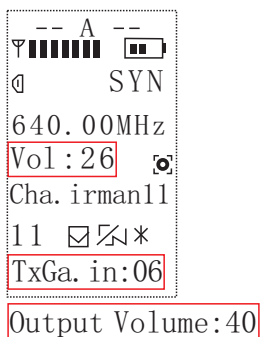 -- A --
SYN
640.00MHz
Vol:26
Cha.irman11
11
TxGa.in:06
Output Volume:40